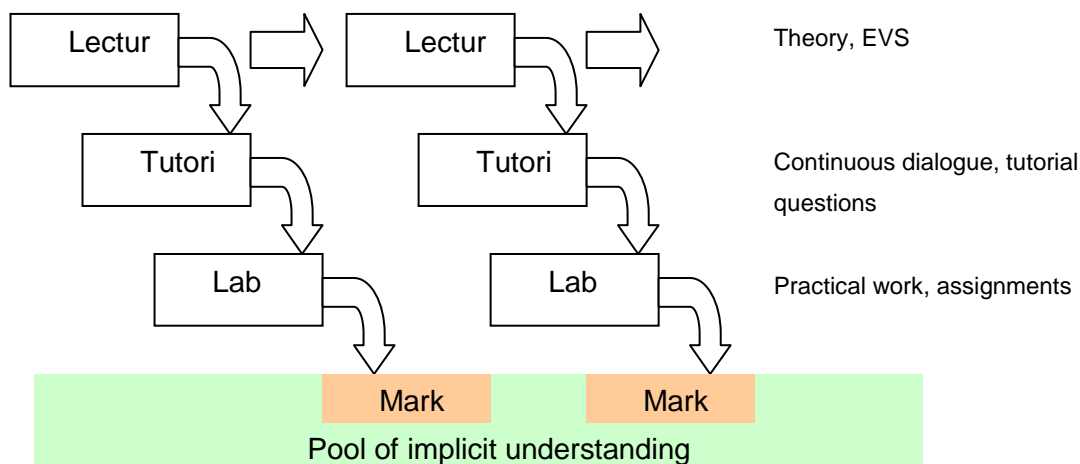 Lectur
Lectur
Theory, EVS
Tutori
Tutori
Continuous dialogue, tutorial
questions
Lab
Lab
Practical work, assignments
Mark
Mark
Pool of implicit understanding